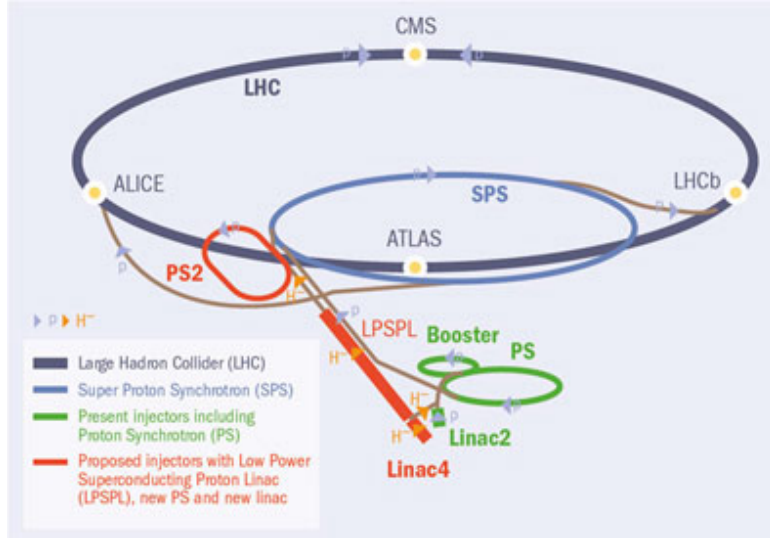 CMS
p
p
LHC
ALICE
LHCb
p
SPS
p
ATLAS
p
PS2
p
H⁻
p
LPSPL
Booster
PS
H⁻
p
p
H⁻
p
H⁻
Linac2
Linac4
p H⁻
Large Hadron Collider (LHC)
Super Proton Synchrotron (SPS)
Present injectors including
Proton Synchrotron (PS)
Proposed injectors with Low Power
Superconducting Proton Linac
(LPSPL), new PS and new linac